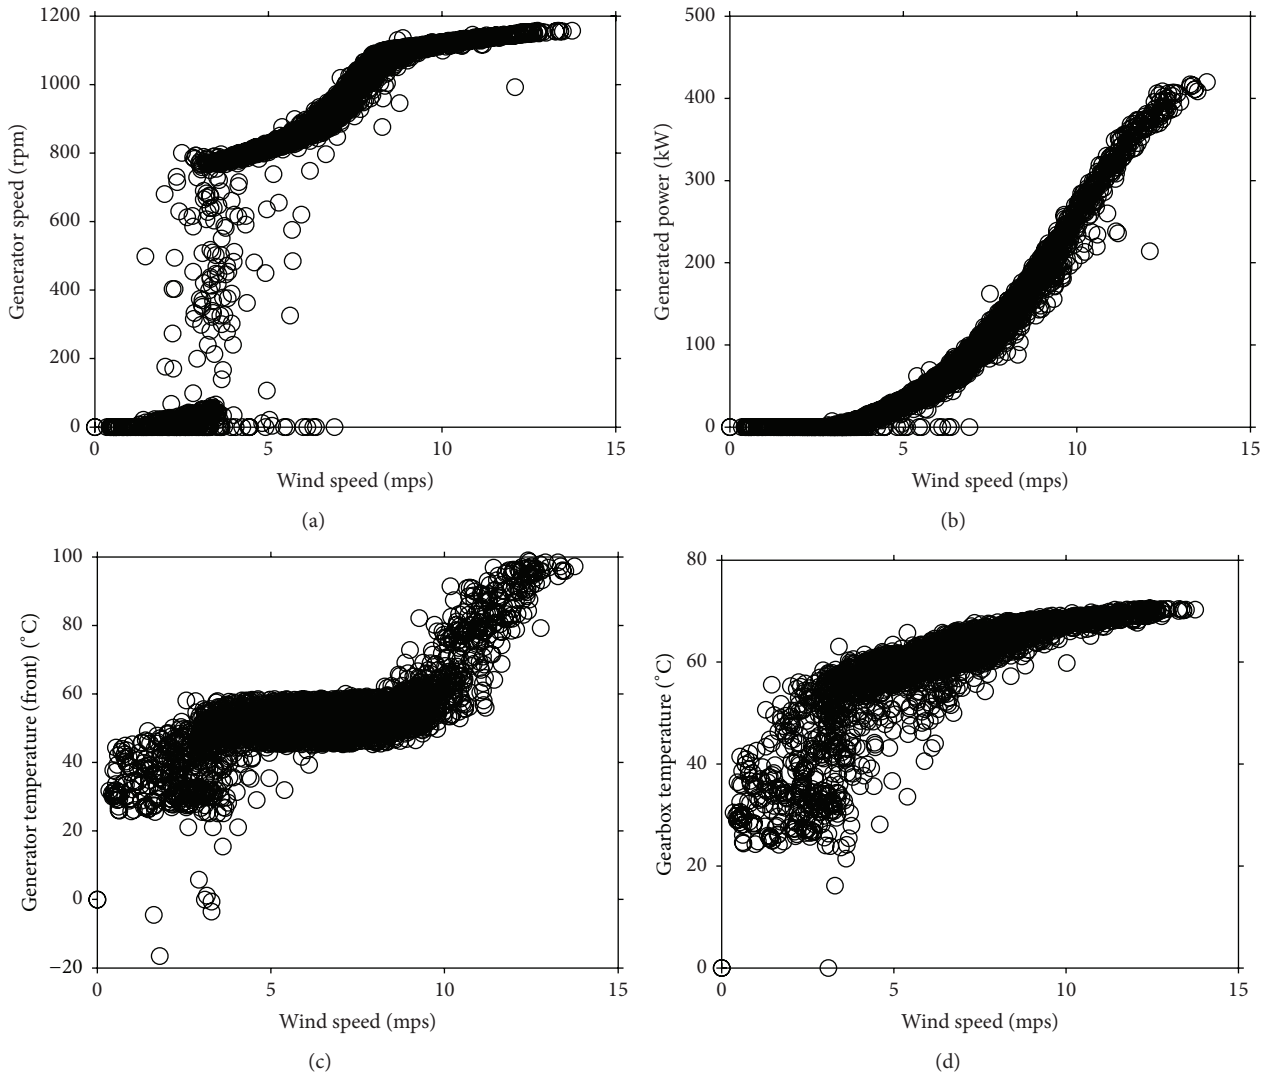 1200
1000
800
600
400
200
0
Generator speed (rpm)
0 5 10 15
Wind speed (mps)
(a)
500
400
300
200
100
0
Generated power (kW)
0 5 10 15
Wind speed (mps)
(b)
100
80
60
40
20
0
−20
Generator temperature (front) (°C)
0 5 10 15
Wind speed (mps)
(c)
80
60
40
20
0
Gearbox temperature (°C)
0 5 10 15
Wind speed (mps)
(d)